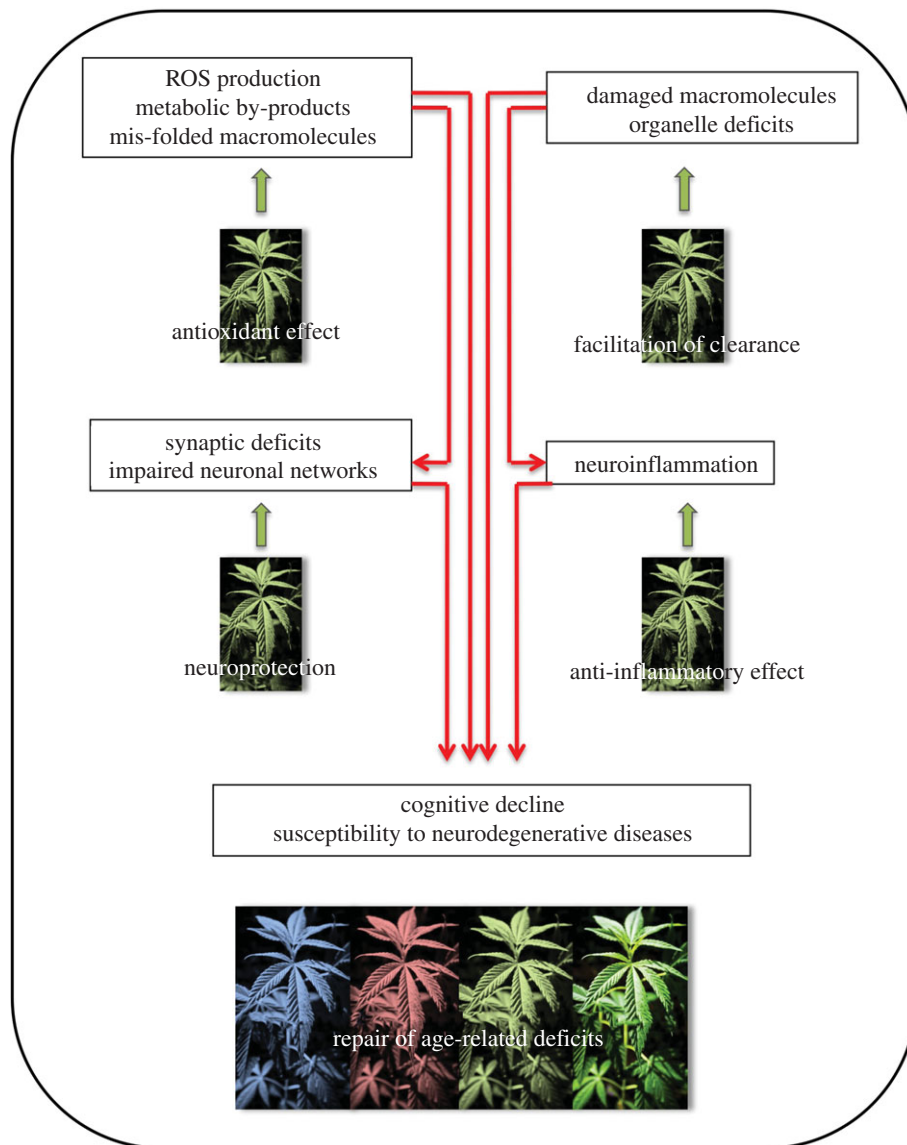 ROS production
metabolic by-products
mis-folded macromolecules
damaged macromolecules
organelle deficits
antioxidant effect
facilitation of clearance
synaptic deficits
impaired neuronal networks
neuroinflammation
neuroprotection
anti-inflammatory effect
cognitive decline
susceptibility to neurodegenerative diseases
repair of age-related deficits